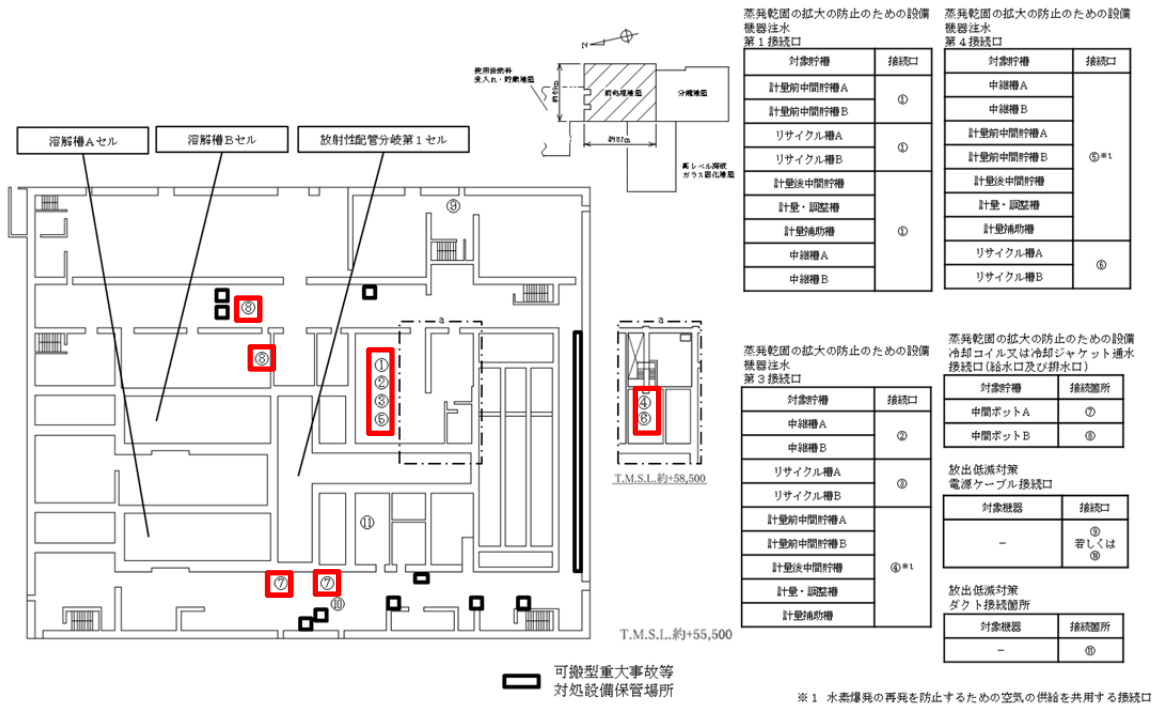 蒸発乾固の拡大の防止のための設備
機器注水
第1接続口
対象貯槽 接続口
計量前中間貯槽A
計量前中間貯槽B
①
リサイクル槽A
リサイクル槽B
①
計量後中間貯槽
計量・調整槽
計量補助槽
中継槽A
中継槽B
①
蒸発乾固の拡大の防止のための設備
機器注水
第4接続口
対象貯槽 接続口
中継槽A
中継槽B
計量前中間貯槽A
計量前中間貯槽B
計量後中間貯槽
計量・調整槽
計量補助槽
⑤※1
リサイクル槽A
リサイクル槽B
⑥
使用済燃料
受入れ・貯蔵建屋
約69m
前処理建屋
分離建屋
約87m
高レベル廃液
ガラス固化建屋
N
溶解槽Aセル
溶解槽Bセル
放射性配管分岐第1セル
⑨
⑧
⑧
a
①
②
③
⑤
a
④
⑥
T.M.S.L.約+58,500
⑪
⑦
⑦
⑩
T.M.S.L.約+55,500
可搬型重大事故等
対処設備保管場所
蒸発乾固の拡大の防止のための設備
機器注水
第3接続口
対象貯槽 接続口
中継槽A
中継槽B
②
リサイクル槽A
リサイクル槽B
③
計量前中間貯槽A
計量前中間貯槽B
計量後中間貯槽
計量・調整槽
計量補助槽
④※1
蒸発乾固の拡大の防止のための設備
冷却コイル又は冷却ジャケット通水
接続口(給水口及び排水口)
対象貯槽 接続箇所
中間ポットA ⑦
中間ポットB ⑧
放出低減対策
電源ケーブル接続口
対象機器 接続口
－
⑨
若しくは
⑩
放出低減対策
ダクト接続箇所
対象機器 接続箇所
－ ⑪
※1 水素爆発の再発を防止するための空気の供給を共用する接続口